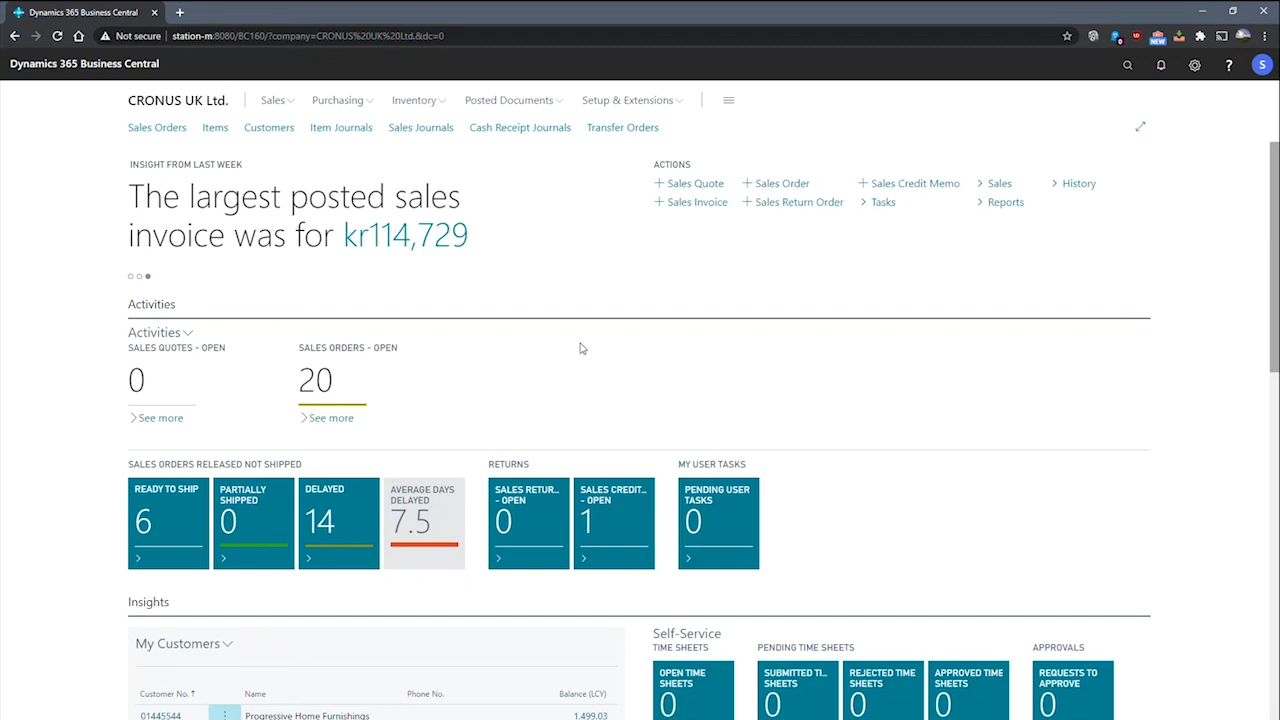 Dynamics 365 Business Central
Not secure
station-m:8080/BC160/?company=CRONUS%20UK%20Ltd.&dc=0
NEW
Dynamics 365 Business Central
?
S
CRONUS UK Ltd.
Sales
Purchasing
Inventory
Posted Documents
Setup & Extensions
Sales Orders
Items
Customers
Item Journals
Sales Journals
Cash Receipt Journals
Transfer Orders
INSIGHT FROM LAST WEEK
The largest posted sales
invoice was for kr114,729
ACTIONS
Sales Quote
Sales Order
Sales Credit Memo
Sales
History
Sales Invoice
Sales Return Order
Tasks
Reports
Activities
Activities
SALES QUOTES - OPEN
0
See more
SALES ORDERS - OPEN
20
See more
SALES ORDERS RELEASED NOT SHIPPED
READY TO SHIP
6
PARTIALLY
SHIPPED
0
DELAYED
14
AVERAGE DAYS
DELAYED
7.5
RETURNS
SALES RETUR...
- OPEN
0
SALES CREDIT...
- OPEN
1
MY USER TASKS
PENDING USER
TASKS
0
Insights
My Customers
Customer No. ↑
Name
Phone No.
Balance (LCY)
01445544
Progressive Home Furnishings
1,499.03
Self-Service
TIME SHEETS
OPEN TIME
SHEETS
0
PENDING TIME SHEETS
SUBMITTED TI...
SHEETS
0
REJECTED TIME
SHEETS
0
APPROVED TIME
SHEETS
0
APPROVALS
REQUESTS TO
APPROVE
0